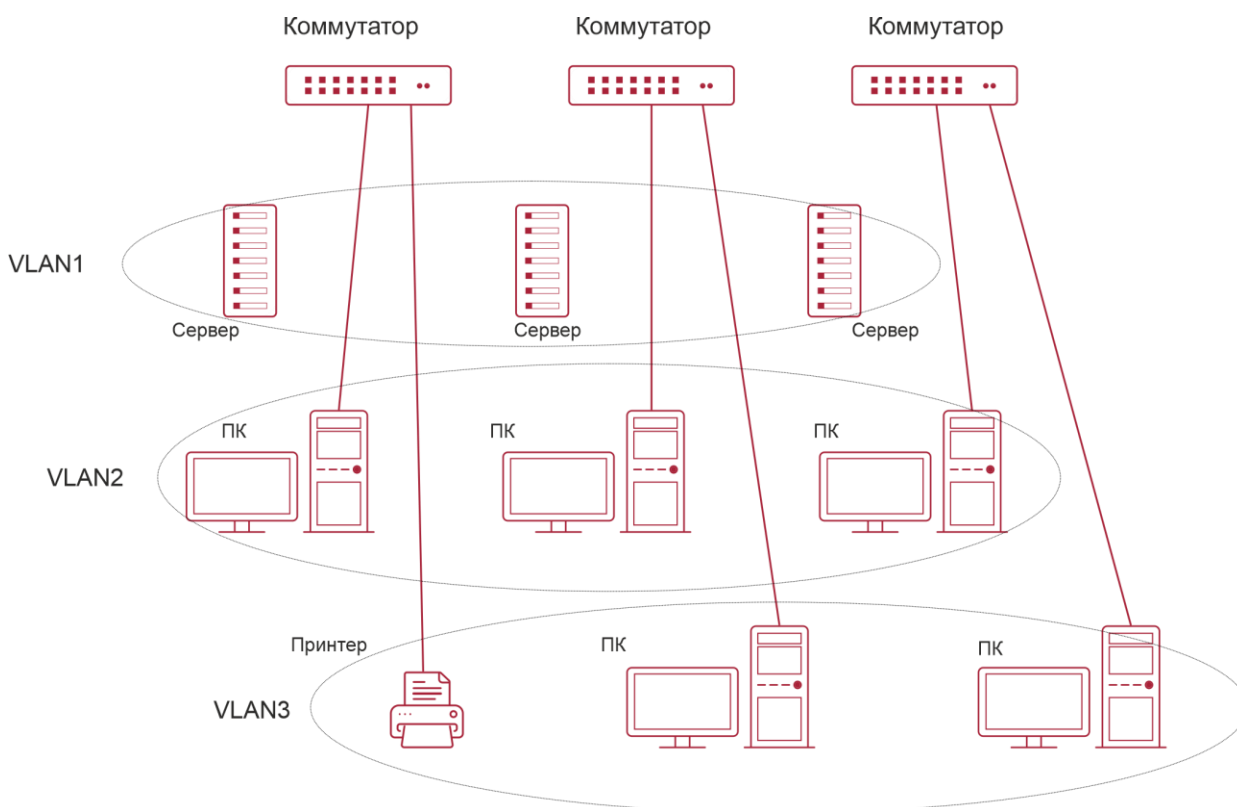 Коммутатор
Коммутатор
Коммутатор
VLAN1
Сервер
Сервер
Сервер
VLAN2
ПК
ПК
ПК
VLAN3
Принтер
ПК
ПК